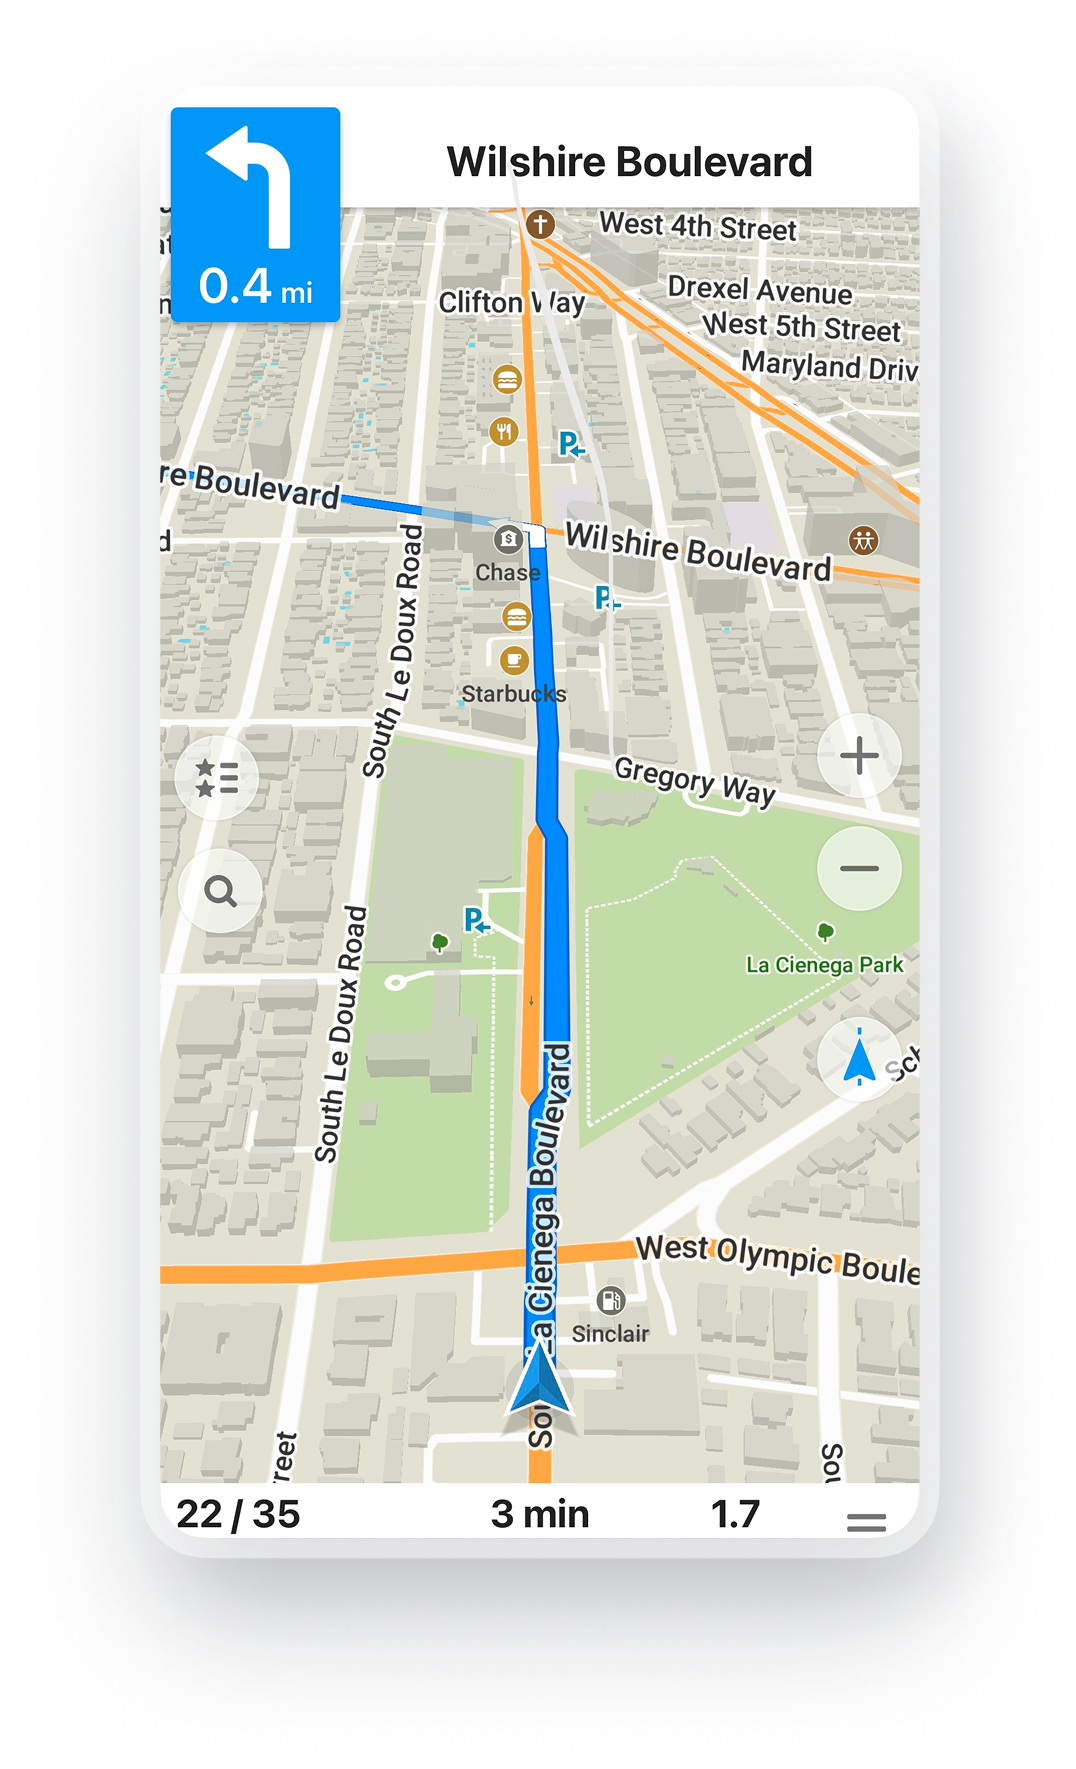 Wilshire Boulevard
0.4 mi
West 4th Street
Drexel Avenue
Clifton Way
West 5th Street
Maryland Driv
P
re Boulevard
Wilshire Boulevard
d
Chase
P
South Le Doux Road
Starbucks
Gregory Way
P
La Cienega Park
South Le Doux Road
Sch
La Cienega Boulevard
West Olympic Boule
Sinclair
Sou
reet
Sou
22 / 35
3 min
1.7